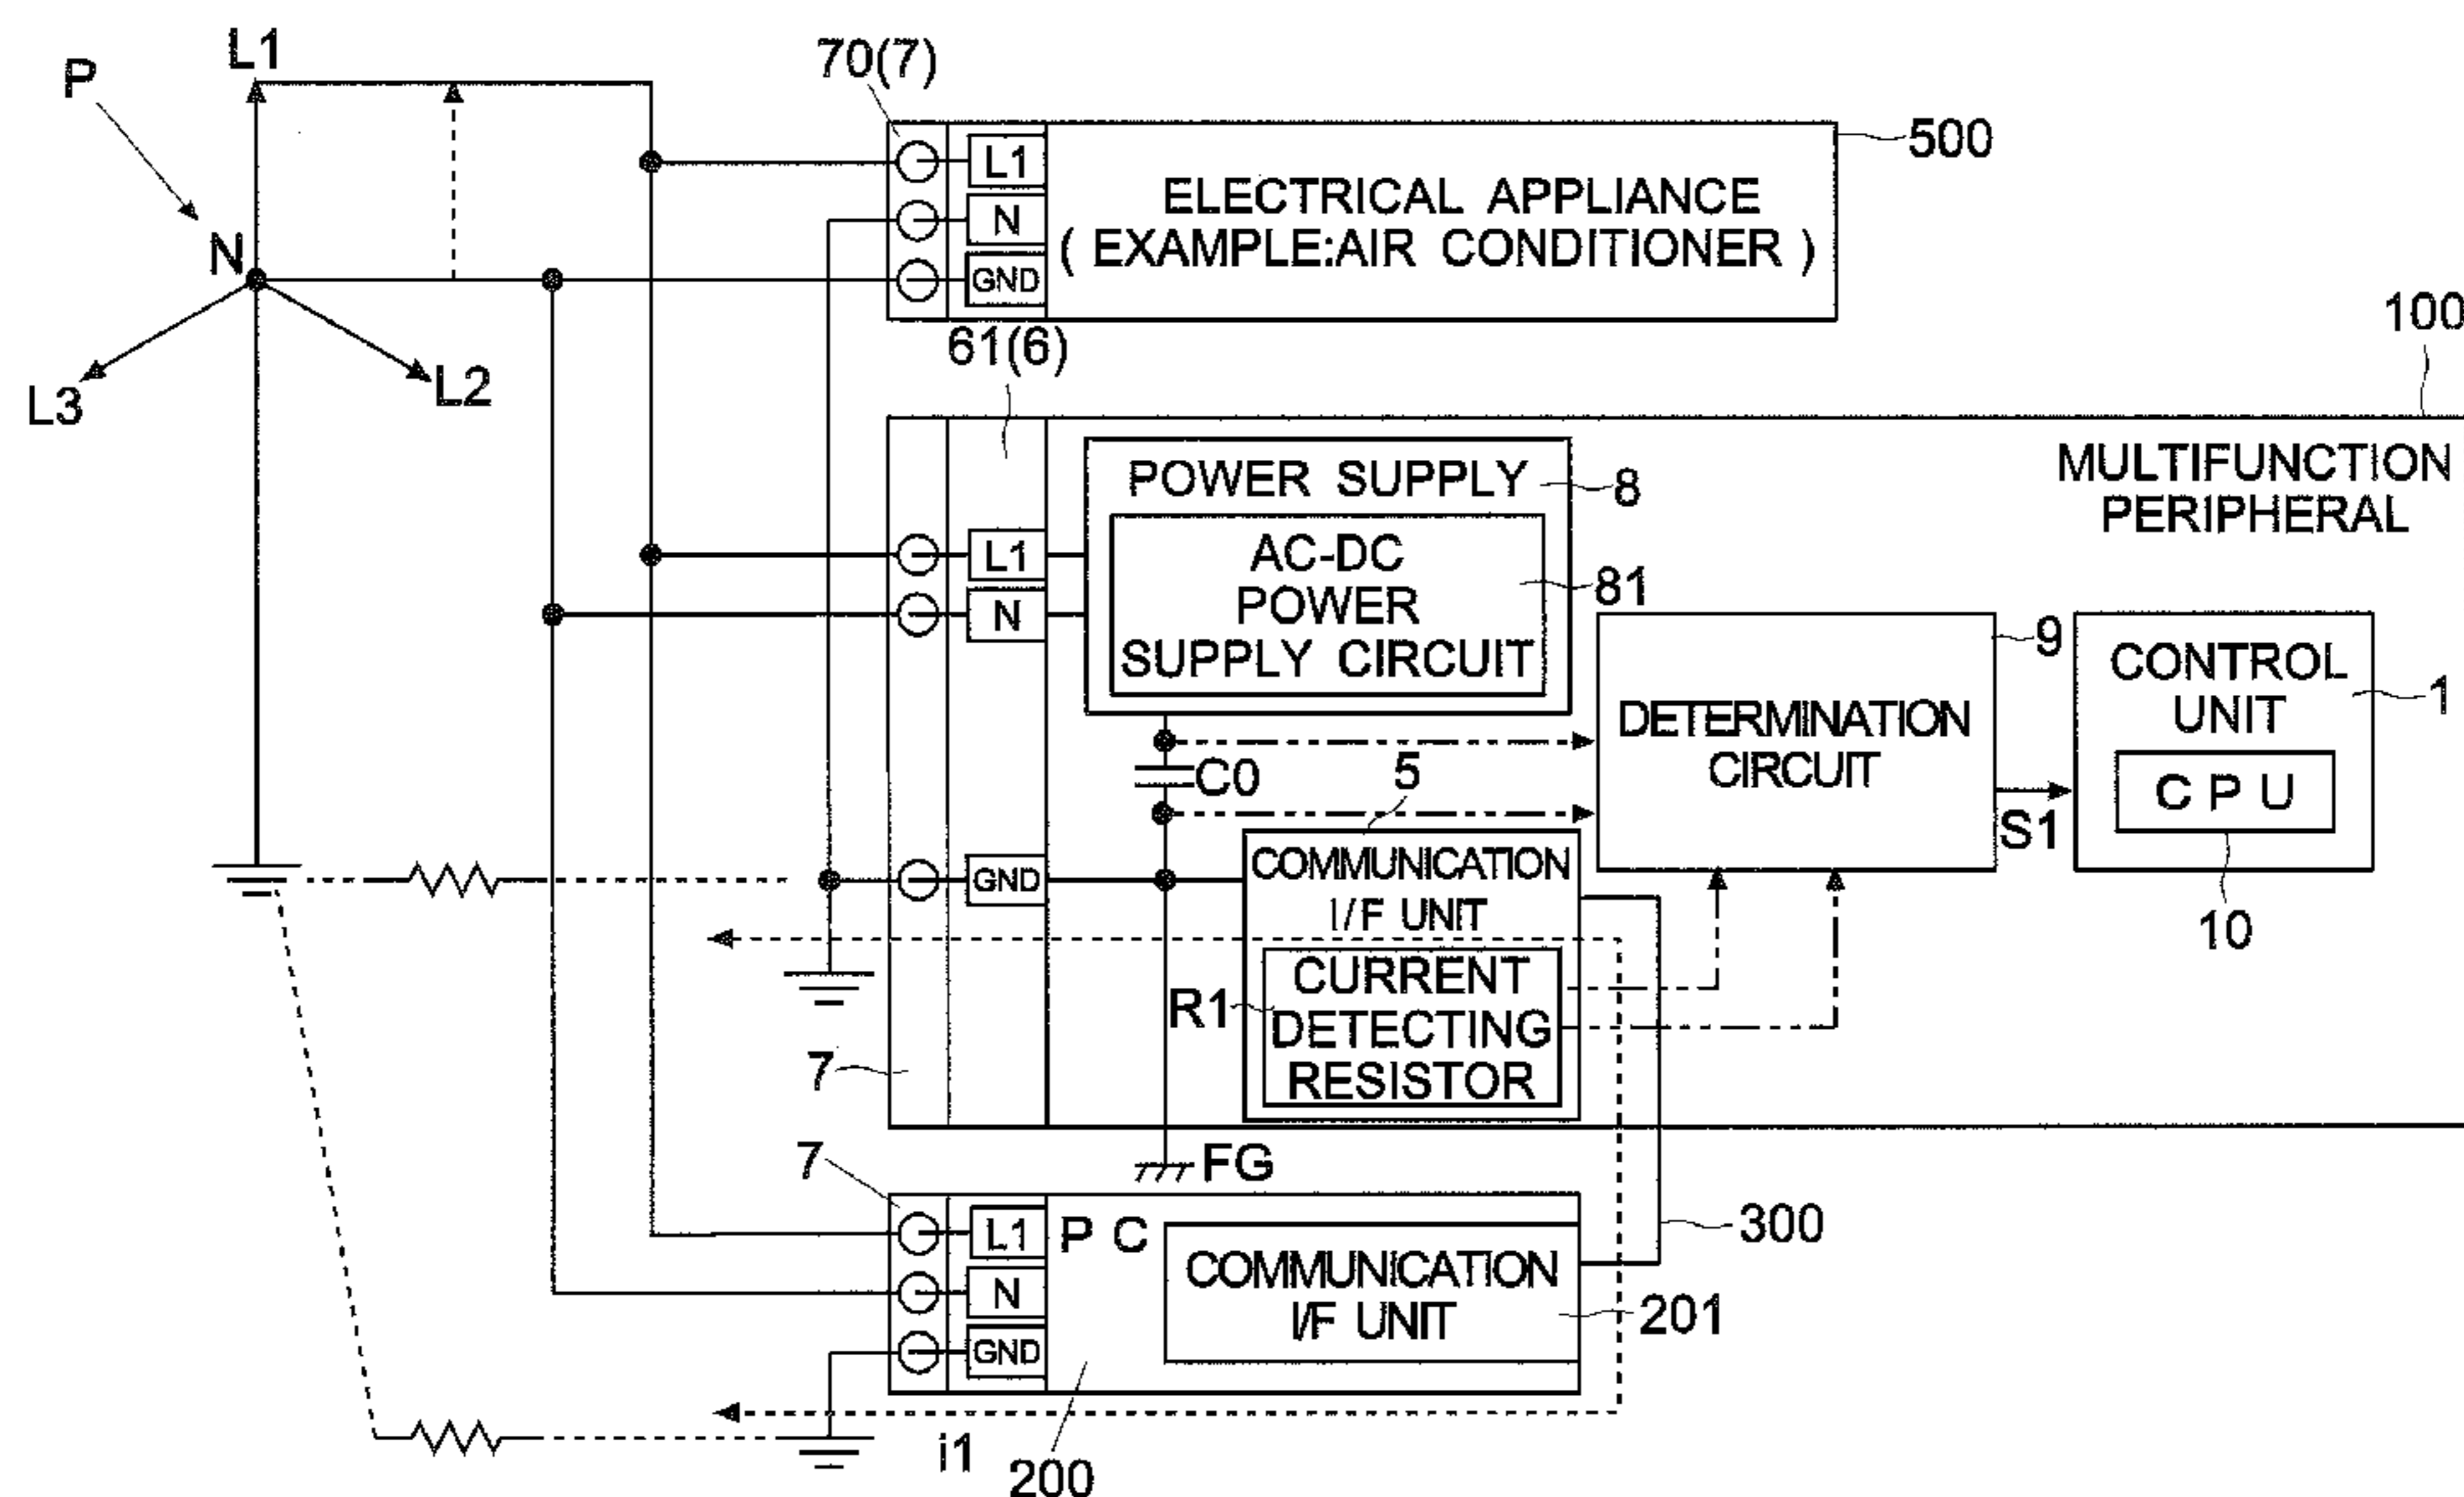 L1
P
N
L3
L2
70(7)
L1
N
GND
ELECTRICAL APPLIANCE
( EXAMPLE:AIR CONDITIONER )
500
61(6)
100
MULTIFUNCTION
PERIPHERAL
POWER SUPPLY
8
AC-DC
POWER
SUPPLY CIRCUIT
81
L1
N
DETERMINATION
CIRCUIT
9
CONTROL
UNIT
1
C P U
10
S1
C0
5
GND
COMMUNICATION
I/F UNIT
CURRENT
DETECTING
RESISTOR
R1
7
FG
7
L1
N
GND
P C
COMMUNICATION
I/F UNIT
300
201
i1
200